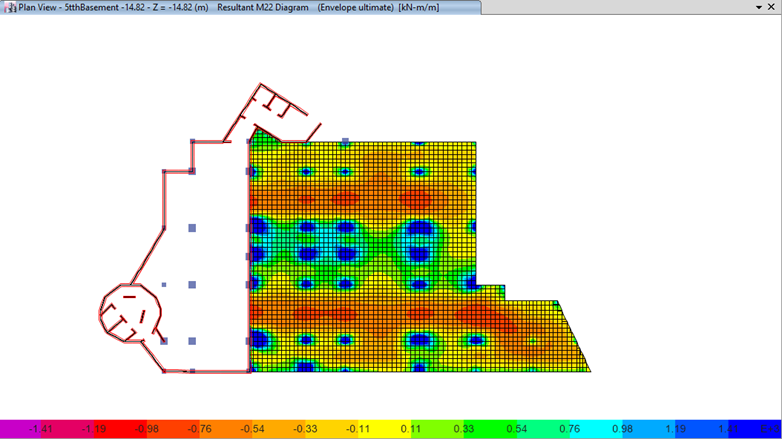 Plan View - 5tthBasement -14.82 - Z = -14.82 (m) Resultant M22 Diagram (Envelope ultimate) [kN-m/m]
-1.41 -1.19 -0.98 -0.76 -0.54 -0.33 -0.11 0.11 0.33 0.54 0.76 0.98 1.19